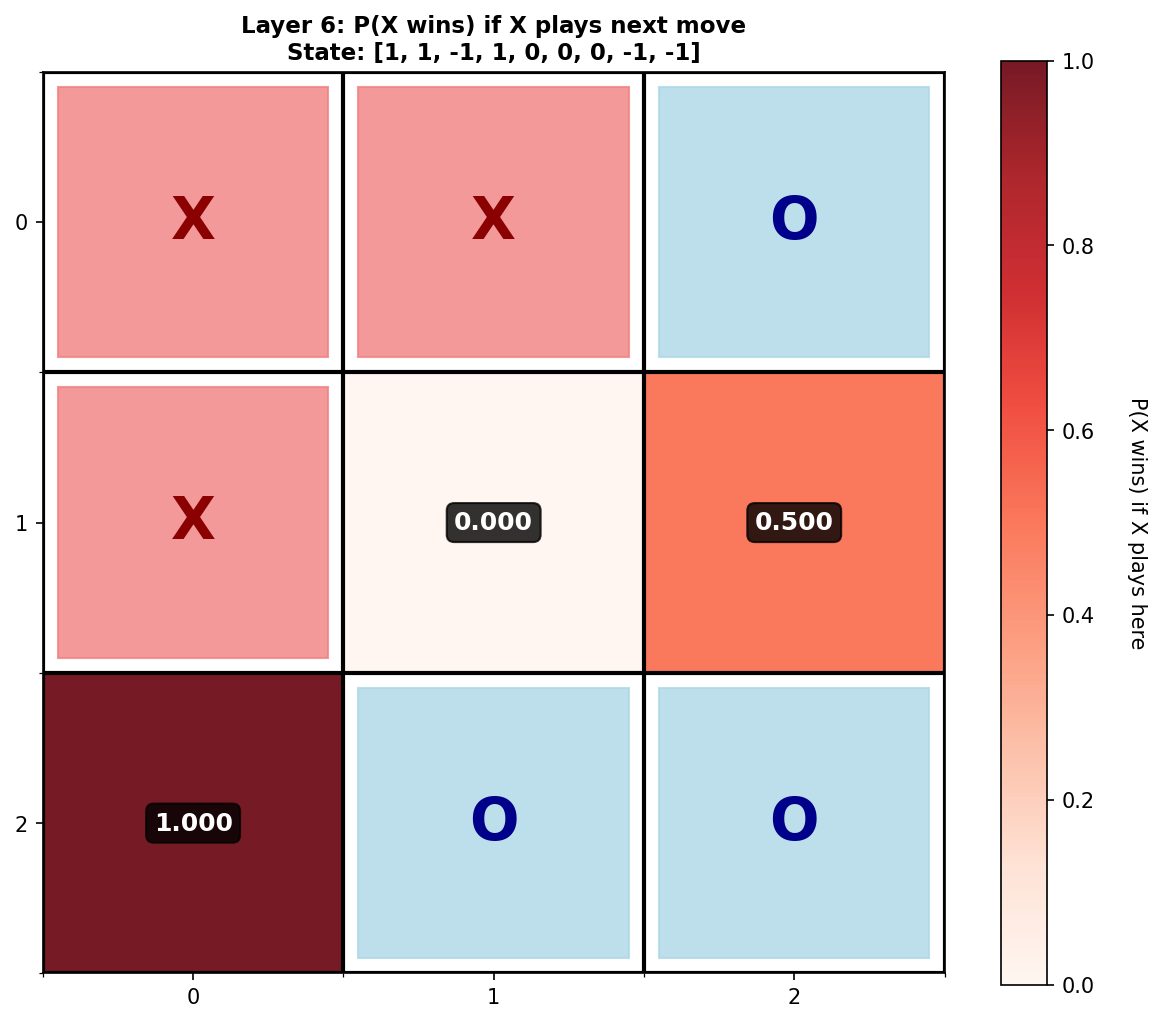 Layer 6: P(X wins) if X plays next move
State: [1, 1, -1, 1, 0, 0, 0, -1, -1]
X X O
0
X 0.000 0.500
1
1.000 O O
2
0 1 2
1.0
0.8
0.6
0.4
0.2
0.0
P(X wins) if X plays here